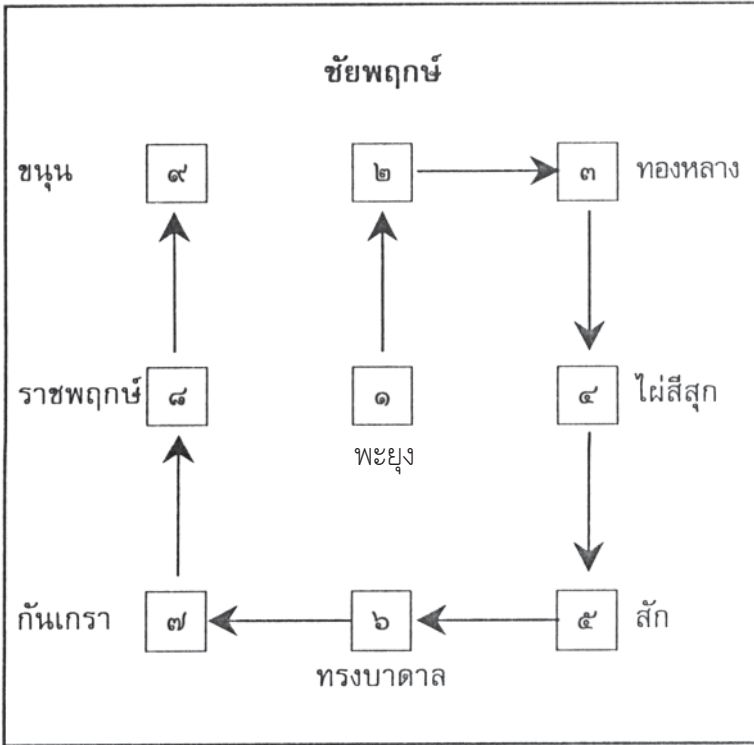 ชัยพฤกษ์
ขนุน ๙ ๒ ๓ ทองหลาง
ราชพฤกษ์ ๘ ๑ ๔ ไผ่สีสุก
พะยุง
กันเกรา ๗ ๖ ๕ สัก
ทรงบาดาล